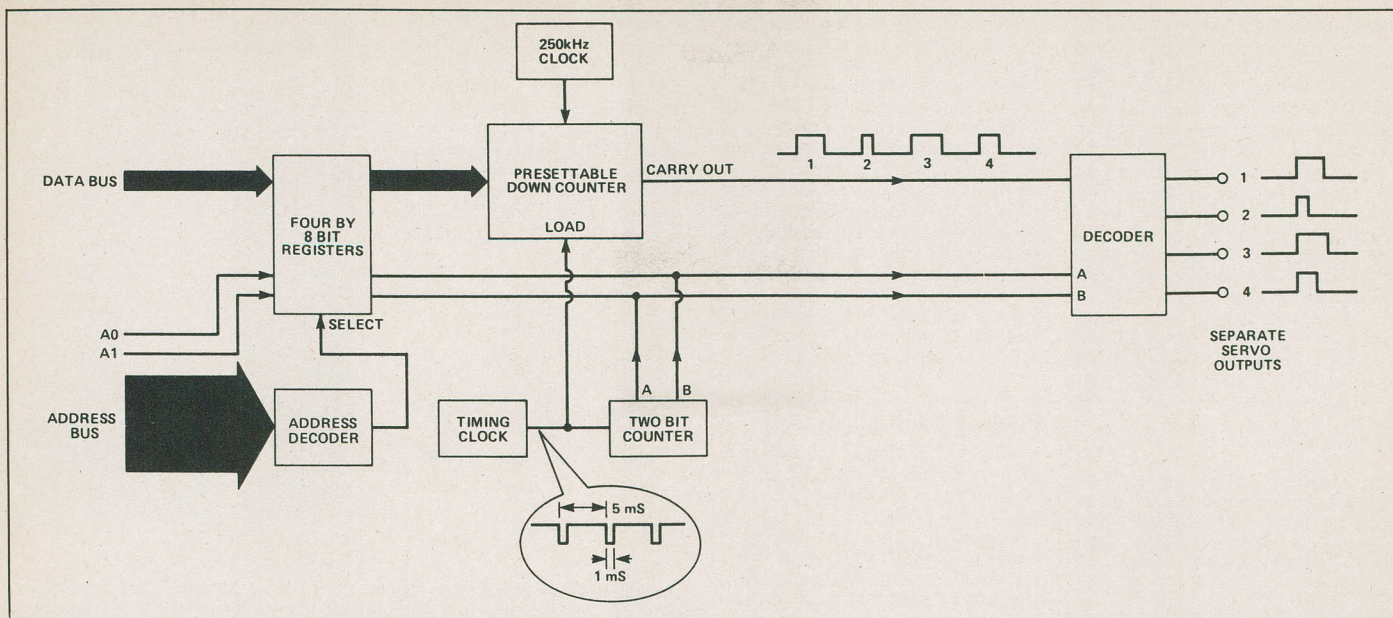 250kHz
CLOCK
DATA BUS
FOUR BY
8 BIT
REGISTERS
PRESETTABLE
DOWN COUNTER
LOAD
CARRY OUT
1 2 3 4
DECODER
A
B
1
2
3
4
SEPARATE
SERVO
OUTPUTS
A0
A1
SELECT
ADDRESS
BUS
ADDRESS
DECODER
TIMING
CLOCK
A B
TWO BIT
COUNTER
5 mS
1 mS